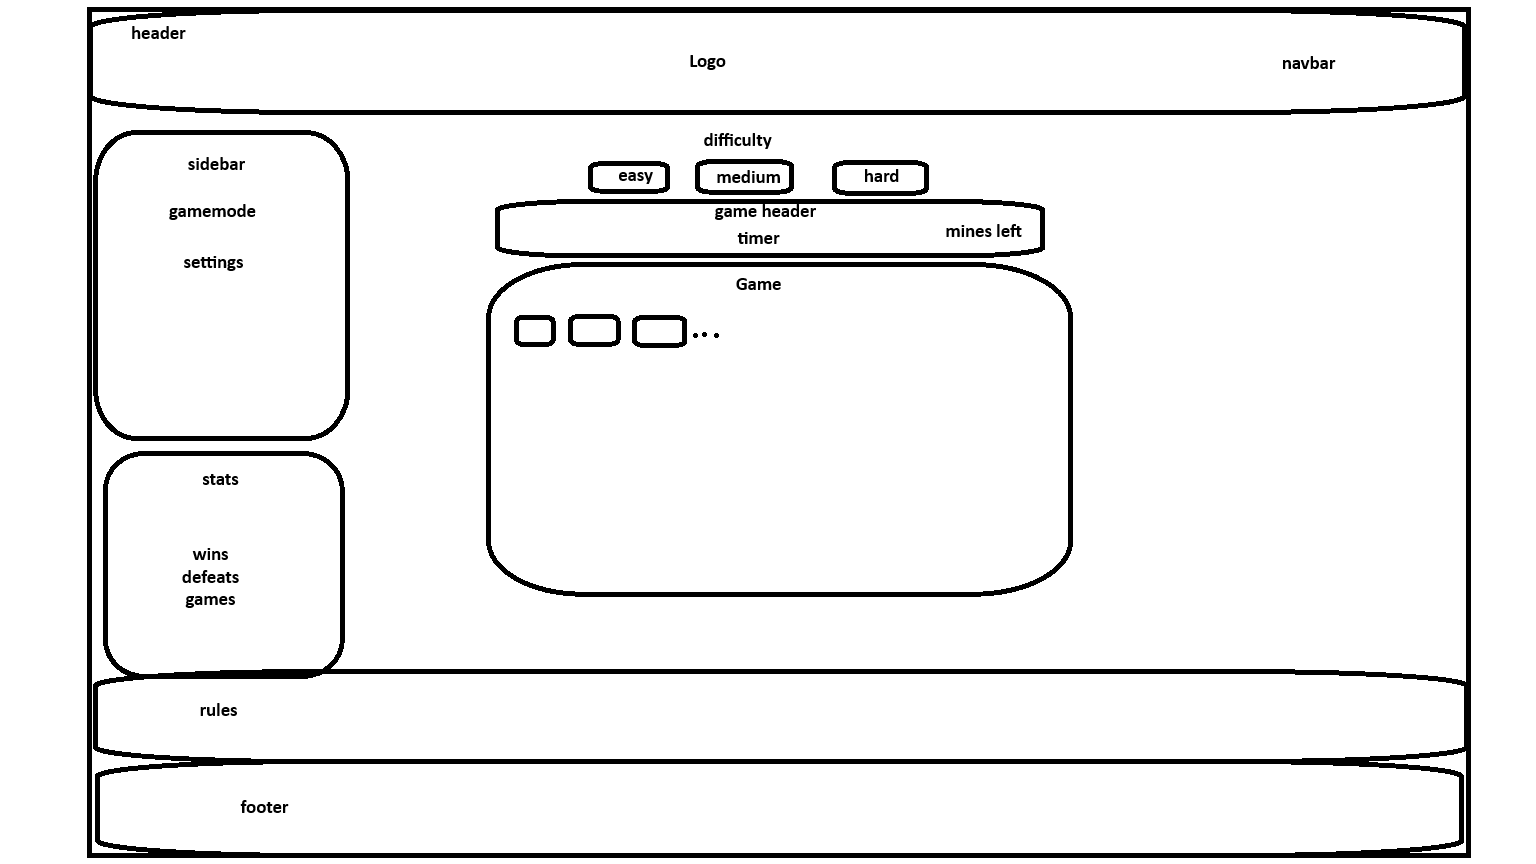 header
Logo
navbar
sidebar
gamemode
settings
stats
wins
defeats
games
difficulty
easy medium hard
game header
timer
mines left
Game
...
rules
footer